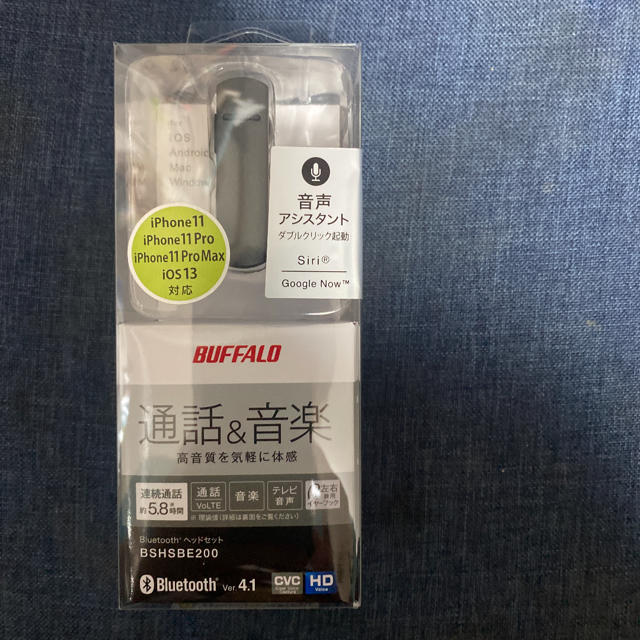 for
iOS
Android
Mac
Window
iPhone11
iPhone11 Pro
iPhone11 ProMax
iOS 13
対応
音声
アシスタント
ダブルクリック起動
Siri®
Google Now™
BUFFALO
通話&音楽
高音質を気軽に体感
連続通話
約5.8※時間
通話
VoLTE
音楽
テレビ
音声
左右
兼用
イヤーフック
※ 理論値(詳細は裏面をご覧ください)
Bluetooth® ヘッドセット
BSHSBE200
Bluetooth® Ver. 4.1
CVC
HD
Voice